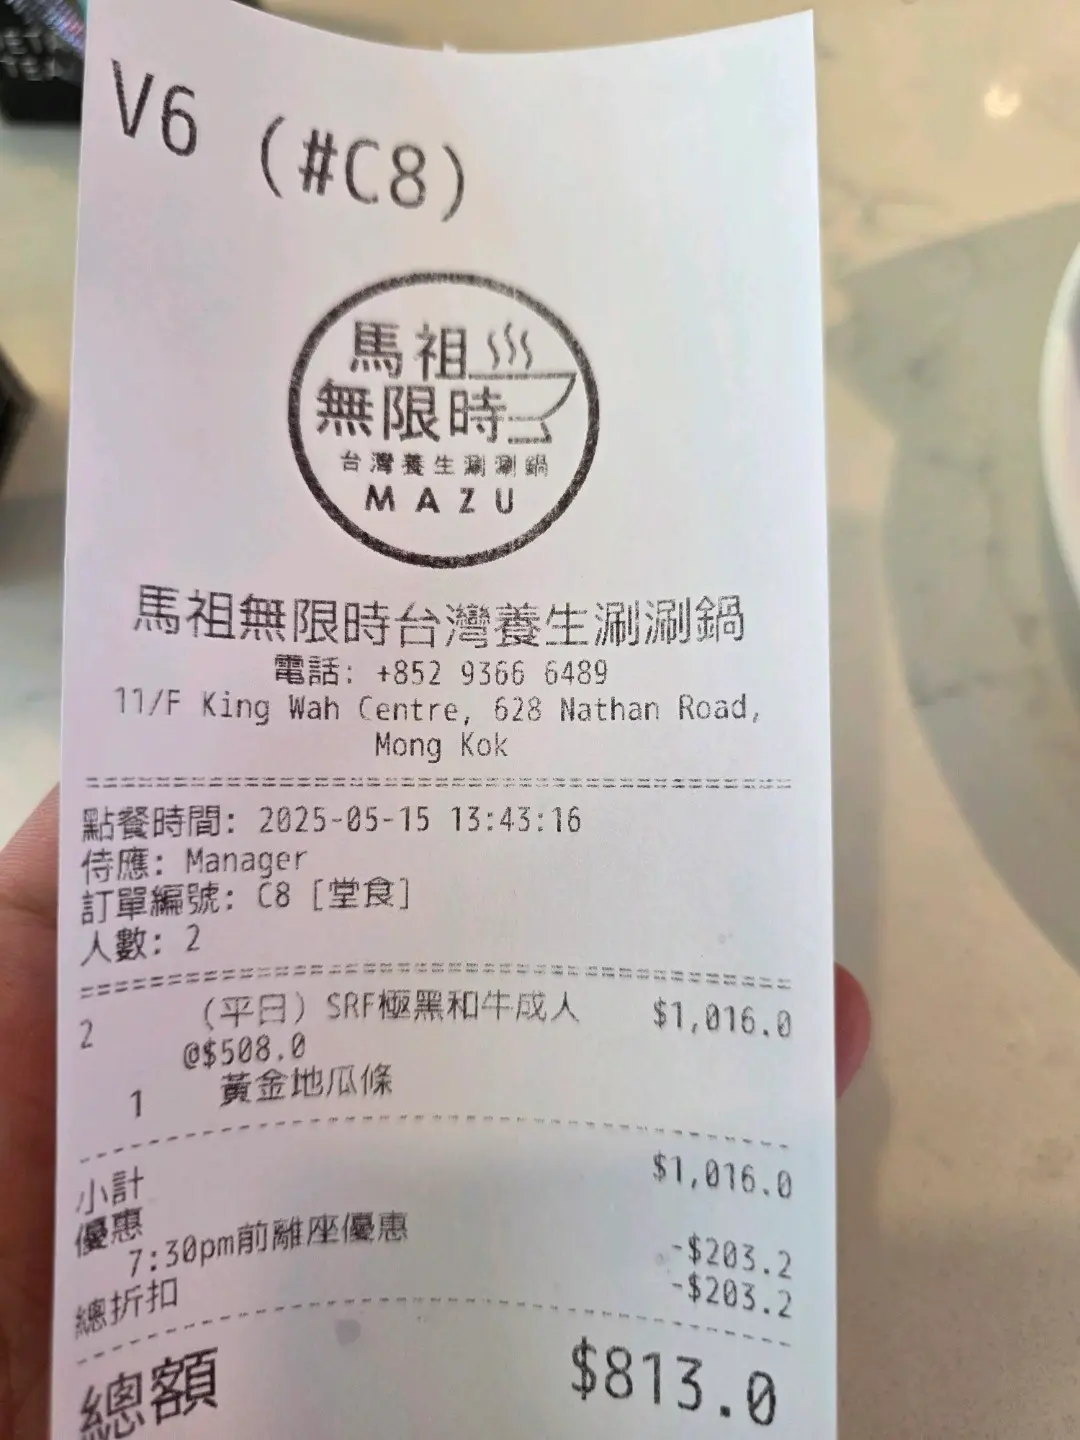 V6 (#C8)
馬祖
無限時
台灣養生涮涮鍋
MAZU
馬祖無限時台灣養生涮涮鍋
電話: +852 9366 6489
11/F King Wah Centre, 628 Nathan Road,
Mong Kok
點餐時間: 2025-05-15 13:43:16
侍應: Manager
訂單編號: C8 [堂食]
人數: 2
2 (平日) SRF極黑和牛成人 $1,016.0
@$508.0
1 黃金地瓜條
小計 $1,016.0
優惠
7:30pm前離座優惠 -$203.2
總折扣 -$203.2
總額 $813.0